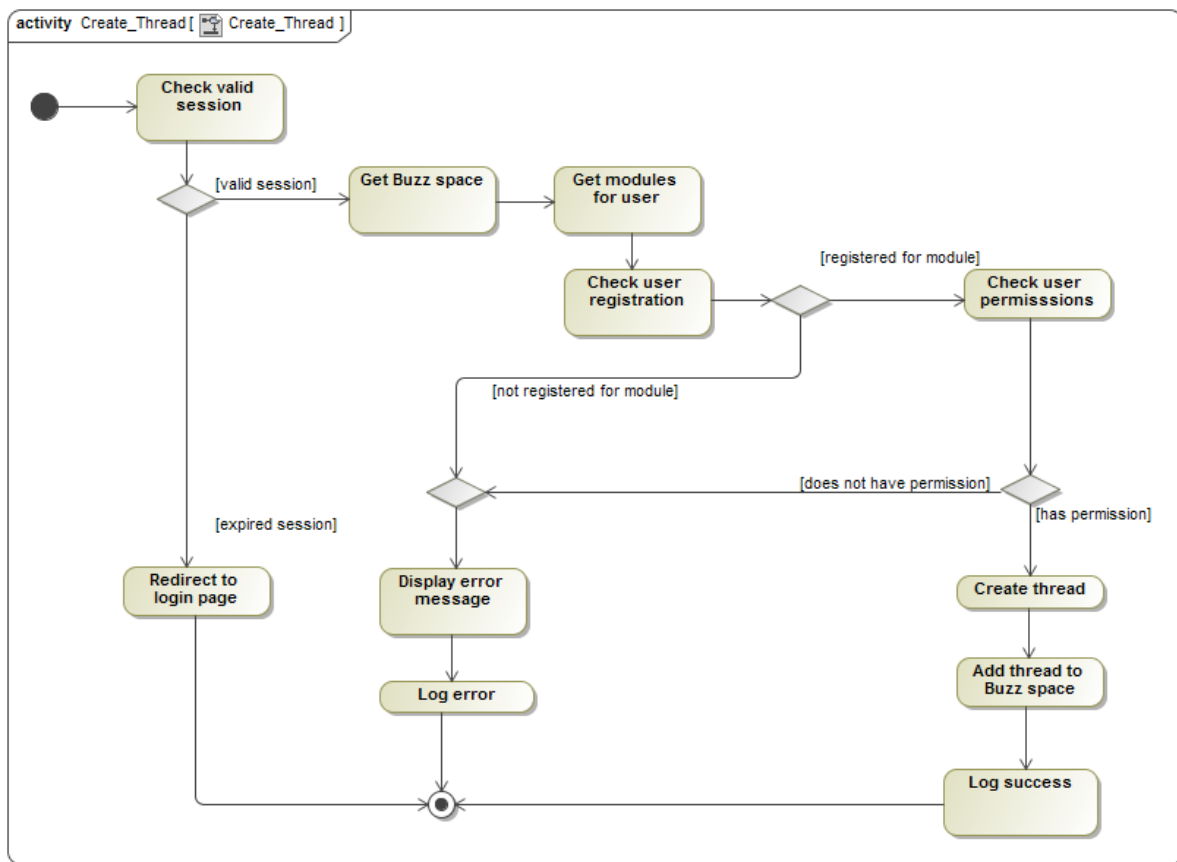 activity Create_Thread [ Create_Thread ]
Check valid
session
[valid session]
Get Buzz space
Get modules
for user
Check user
registration
[registered for module]
Check user
permisssions
[not registered for module]
[does not have permission]
[has permission]
[expired session]
Redirect to
login page
Display error
message
Create thread
Log error
Add thread to
Buzz space
Log success